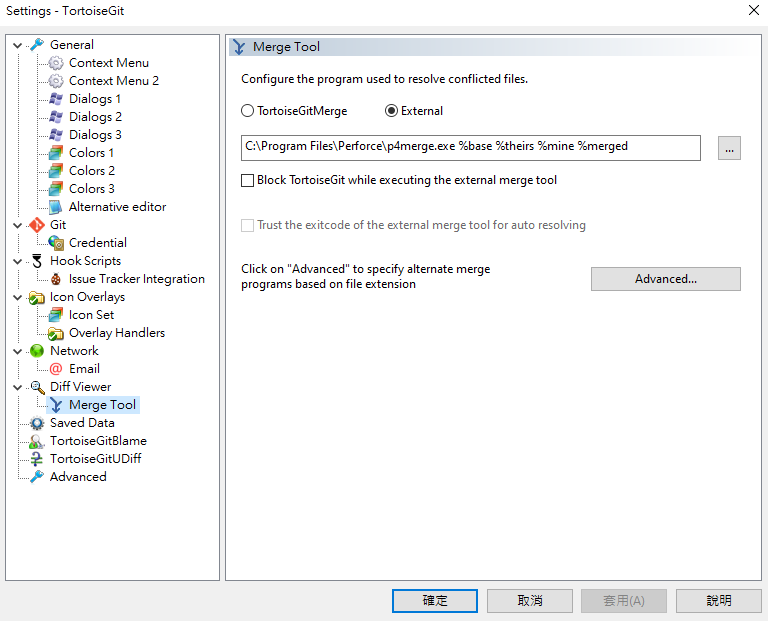 Settings - TortoiseGit
General
Context Menu
Context Menu 2
Dialogs 1
Dialogs 2
Dialogs 3
Colors 1
Colors 2
Colors 3
Alternative editor
Git
Credential
Hook Scripts
Issue Tracker Integration
Icon Overlays
Icon Set
Overlay Handlers
Network
Email
Diff Viewer
Merge Tool
Saved Data
TortoiseGitBlame
TortoiseGitUDiff
Advanced
Merge Tool
Configure the program used to resolve conflicted files.
TortoiseGitMerge
External
C:\Program Files\Perforce\p4merge.exe %base %theirs %mine %merged
...
Block TortoiseGit while executing the external merge tool
Trust the exitcode of the external merge tool for auto resolving
Click on "Advanced" to specify alternate merge
programs based on file extension
Advanced...
確定
取消
套用(A)
說明